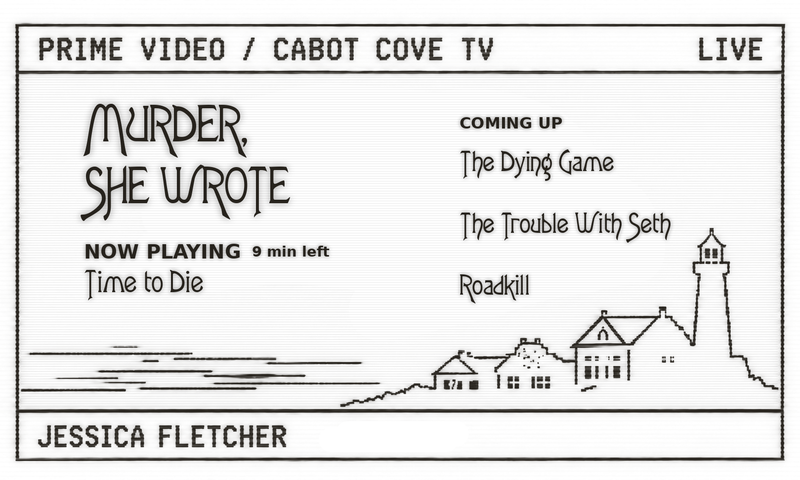 PRIME VIDEO / CABOT COVE TV LIVE
MURDER,
SHE WROTE
NOW PLAYING 9 min left
Time to Die
COMING UP
The Dying Game
The Trouble With Seth
Roadkill
JESSICA FLETCHER